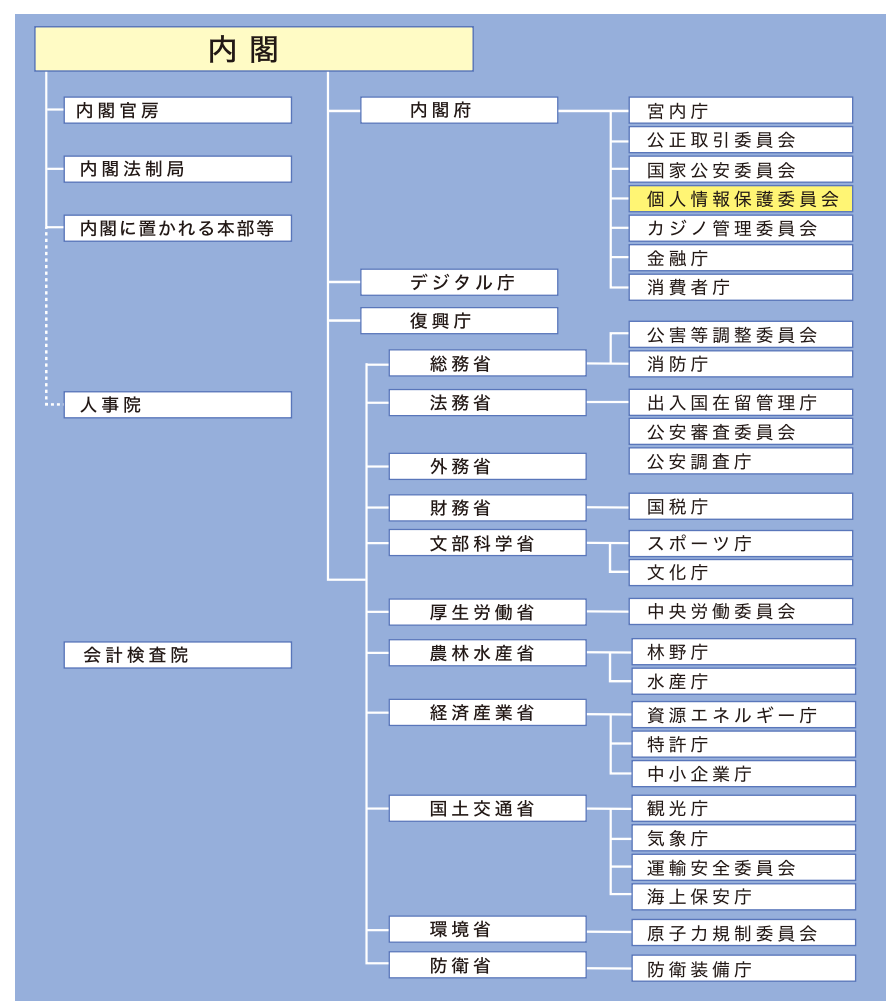 内閣
内閣官房
内閣法制局
内閣に置かれる本部等
人事院
会計検査院
内閣府
宮内庁
公正取引委員会
国家公安委員会
個人情報保護委員会
カジノ管理委員会
金融庁
消費者庁
デジタル庁
復興庁
総務省
公害等調整委員会
消防庁
法務省
出入国在留管理庁
公安審査委員会
公安調査庁
外務省
財務省
国税庁
文部科学省
スポーツ庁
文化庁
厚生労働省
中央労働委員会
農林水産省
林野庁
水産庁
経済産業省
資源エネルギー庁
特許庁
中小企業庁
国土交通省
観光庁
気象庁
運輸安全委員会
海上保安庁
環境省
原子力規制委員会
防衛省
防衛装備庁